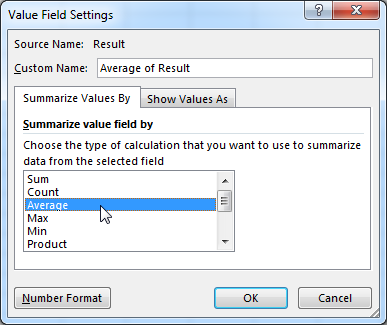 Value Field Settings
Source Name: Result
Custom Name: Average of Result
Summarize Values By Show Values As
Summarize value field by
Choose the type of calculation that you want to use to summarize
data from the selected field
Sum
Count
Average
Max
Min
Product
Number Format OK Cancel